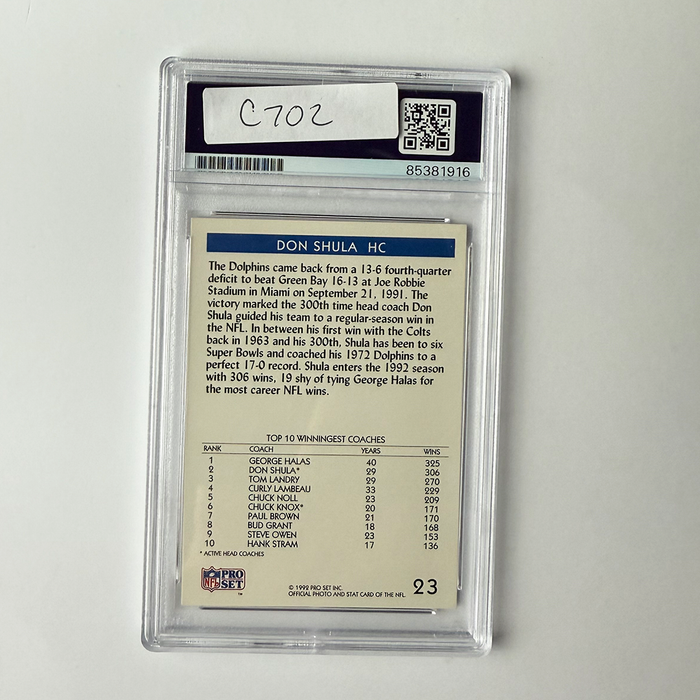 C702
85381916
DON SHULA HC
The Dolphins came back from a 13-6 fourth-quarter
deficit to beat Green Bay 16-13 at Joe Robbie
Stadium in Miami on September 21, 1991. The
victory marked the 300th time head coach Don
Shula guided his team to a regular-season win in
the NFL. In between his first win with the Colts
back in 1963 and his 300th, Shula has been to six
Super Bowls and coached his 1972 Dolphins to a
perfect 17-0 record. Shula enters the 1992 season
with 306 wins, 19 shy of tying George Halas for
the most career NFL wins.
TOP 10 WINNINGEST COACHES
RANK COACH YEARS WINS
1 GEORGE HALAS 40 325
2 DON SHULA* 29 306
3 TOM LANDRY 29 270
4 CURLY LAMBEAU 33 229
5 CHUCK NOLL 23 209
6 CHUCK KNOX* 20 171
7 PAUL BROWN 21 170
8 BUD GRANT 18 168
9 STEVE OWEN 23 153
10 HANK STRAM 17 136
* ACTIVE HEAD COACHES
NFL PRO SET ™
© 1992 PRO SET INC.
OFFICIAL PHOTO AND STAT CARD OF THE NFL
23